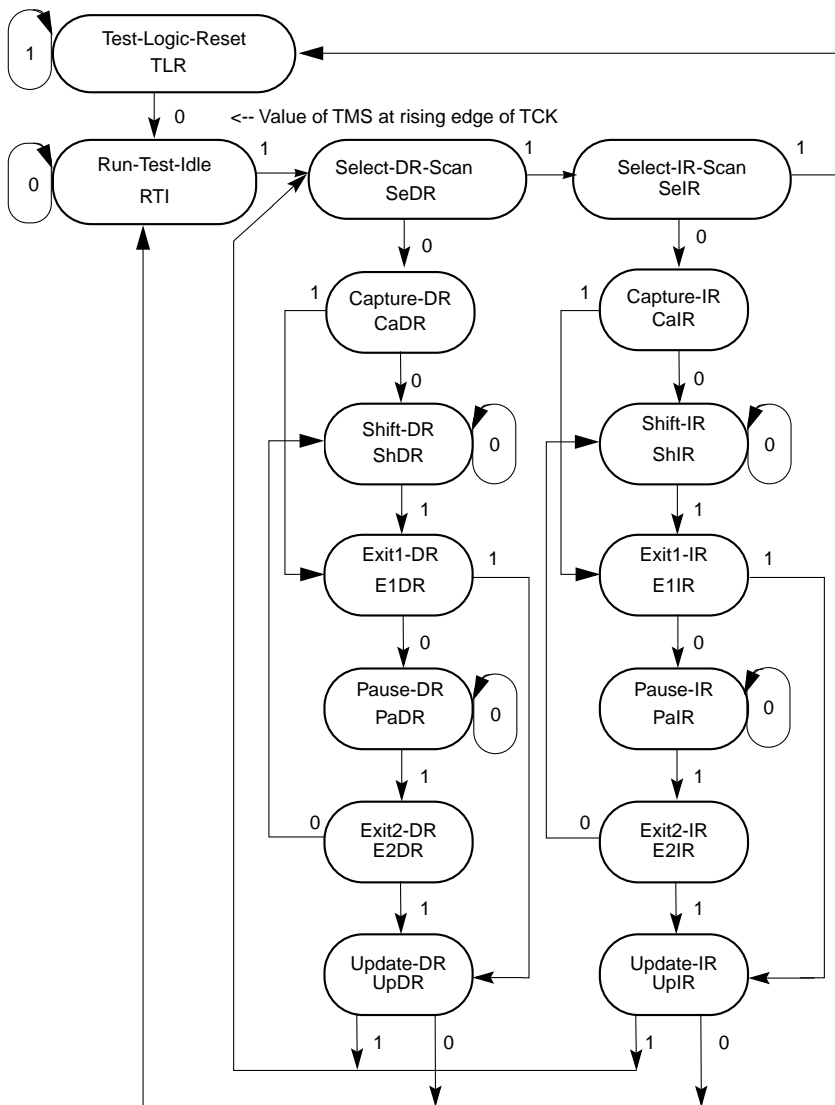 Test-Logic-Reset
TLR
1
0
<-- Value of TMS at rising edge of TCK
Run-Test-Idle
RTI
0
1
Select-DR-Scan
SeDR
1
Select-IR-Scan
SeIR
1
0
0
1
Capture-DR
CaDR
1
Capture-IR
CaIR
0
0
Shift-DR
ShDR
0
Shift-IR
ShIR
0
1
1
Exit1-DR
E1DR
1
Exit1-IR
E1IR
1
0
0
Pause-DR
PaDR
0
Pause-IR
PaIR
0
1
1
0
Exit2-DR
E2DR
0
Exit2-IR
E2IR
1
1
Update-DR
UpDR
Update-IR
UpIR
1
0
1
0